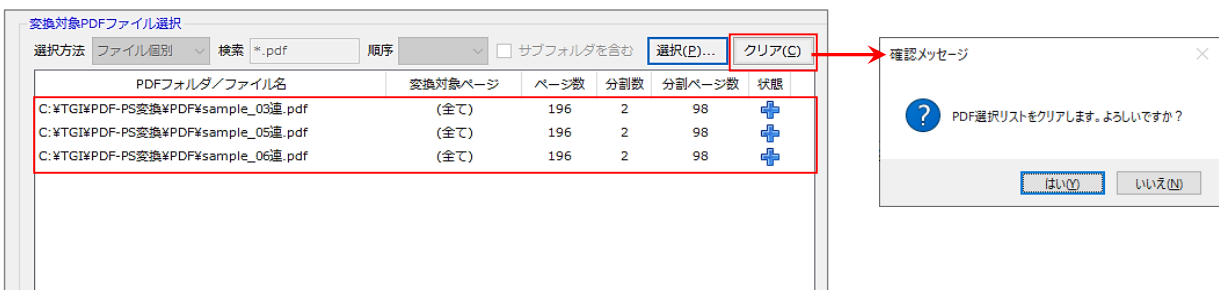 変換対象PDFファイル選択
選択方法 ファイル個別 検索 *.pdf 順序 サブフォルダを含む 選択(P)... クリア(C)
PDFフォルダ/ファイル名 変換対象ページ ページ数 分割数 分割ページ数 状態
C:¥TGI¥PDF-PS変換¥PDF¥sample_03連.pdf (全て) 196 2 98
C:¥TGI¥PDF-PS変換¥PDF¥sample_05連.pdf (全て) 196 2 98
C:¥TGI¥PDF-PS変換¥PDF¥sample_06連.pdf (全て) 196 2 98
確認メッセージ
PDF選択リストをクリアします。よろしいですか?
はい(Y) いいえ(N)